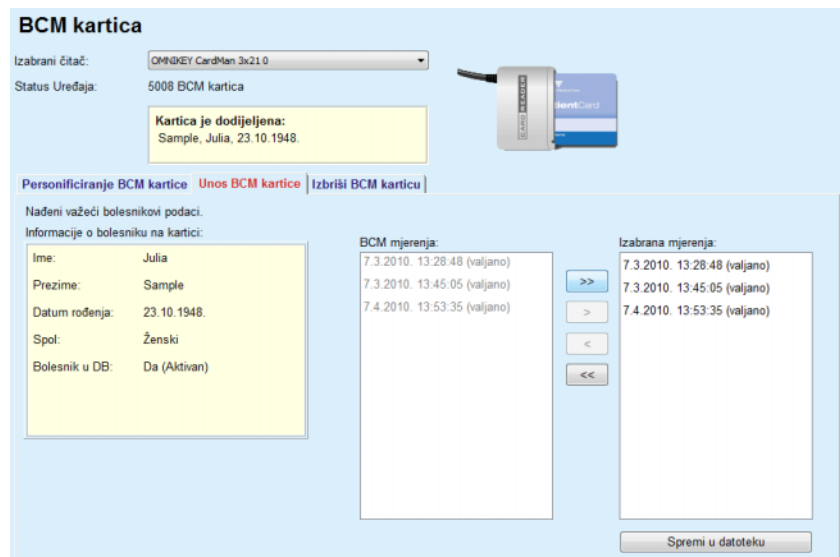 BCM kartica
Izabrani čitač: OMNIKEY CardMan 3x21 0
Status Uređaja: 5008 BCM kartica
Kartica je dodijeljena:
Sample, Julia, 23.10.1948.
CARD READER
ientCard
Personificiranje BCM kartice Unos BCM kartice Izbriši BCM karticu
Nađeni važeći bolesnikovi podaci.
Informacije o bolesniku na kartici:
Ime: Julia
Prezime: Sample
Datum rođenja: 23.10.1948.
Spol: Ženski
Bolesnik u DB: Da (Aktivan)
BCM mjerenja:
7.3.2010. 13:28:48 (valjano)
7.3.2010. 13:45:05 (valjano)
7.4.2010. 13:53:35 (valjano)
>>
>
<
<<
Izabrana mjerenja:
7.3.2010. 13:28:48 (valjano)
7.3.2010. 13:45:05 (valjano)
7.4.2010. 13:53:35 (valjano)
Spremi u datoteku